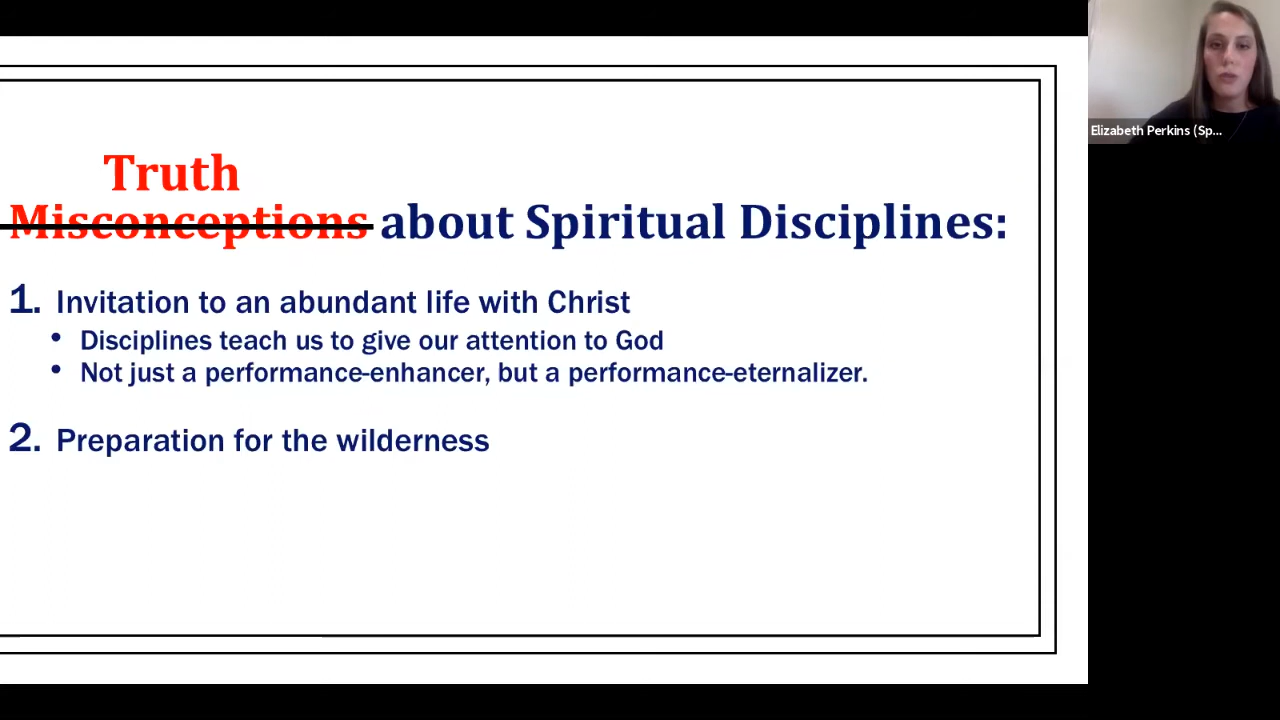 Truth
Misconceptions about Spiritual Disciplines:
1. Invitation to an abundant life with Christ
• Disciplines teach us to give our attention to God
• Not just a performance-enhancer, but a performance-eternalizer.
2. Preparation for the wilderness
Elizabeth Perkins (Sp...